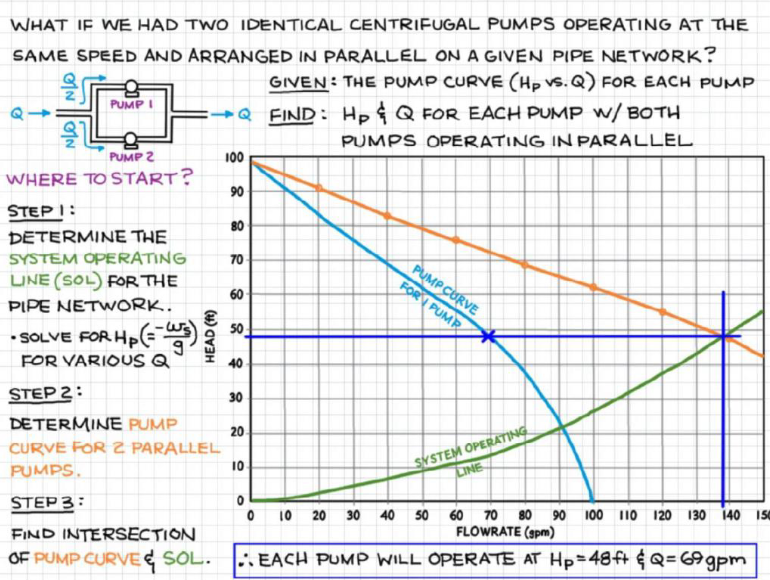 WHAT IF WE HAD TWO IDENTICAL CENTRIFUGAL PUMPS OPERATING AT THE
SAME SPEED AND ARRANGED IN PARALLEL ON A GIVEN PIPE NETWORK?
GIVEN: THE PUMP CURVE (Hp vs. Q) FOR EACH PUMP
FIND: Hp & Q FOR EACH PUMP W/ BOTH
PUMPS OPERATING IN PARALLEL
Q/2
PUMP 1
Q → → Q
Q/2
PUMP 2
WHERE TO START?
STEP 1:
DETERMINE THE
SYSTEM OPERATING
LINE (SOL) FOR THE
PIPE NETWORK.
• SOLVE FOR Hp (= -ws/g)
FOR VARIOUS Q
STEP 2:
DETERMINE PUMP
CURVE FOR 2 PARALLEL
PUMPS.
STEP 3:
FIND INTERSECTION
OF PUMP CURVE & SOL.
100
90
80
70
60
50
40
30
20
10
0
HEAD (ft)
PUMP CURVE
FOR 1 PUMP
SYSTEM OPERATING
LINE
0 10 20 30 40 50 60 70 80 90 100 110 120 130 140 150
FLOWRATE (gpm)
∴ EACH PUMP WILL OPERATE AT Hp = 48ft & Q = 69gpm